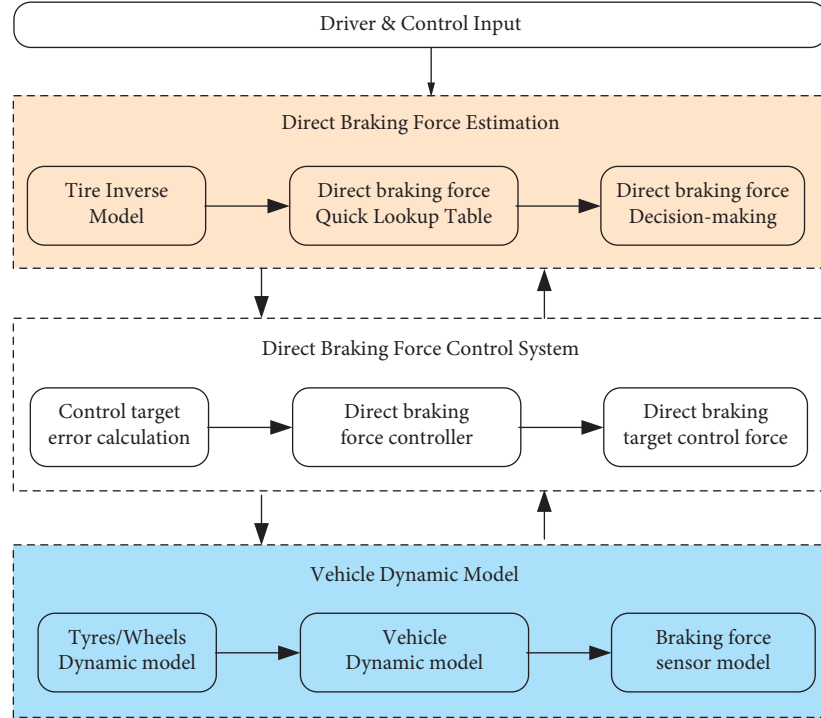 Driver & Control Input
Direct Braking Force Estimation
Tire Inverse
Model
Direct braking force
Quick Lookup Table
Direct braking force
Decision-making
Direct Braking Force Control System
Control target
error calculation
Direct braking
force controller
Direct braking
target control force
Vehicle Dynamic Model
Tyres/Wheels
Dynamic model
Vehicle
Dynamic model
Braking force
sensor model